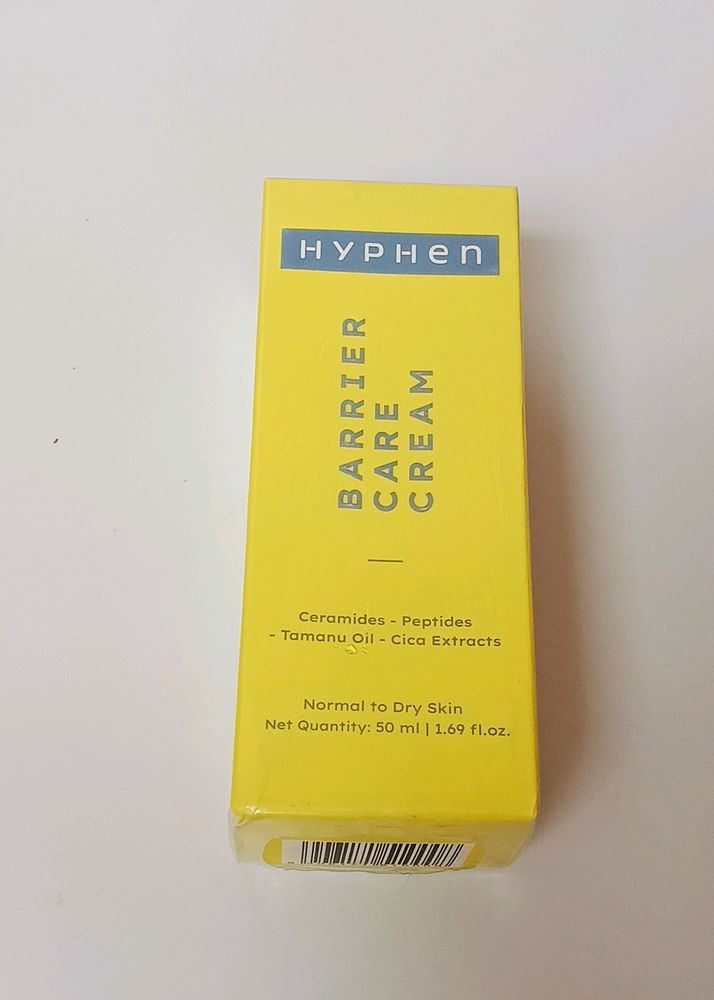 HYPHEN
BARRIER
CARE
CREAM
Ceramides - Peptides
- Tamanu Oil - Cica Extracts
Normal to Dry Skin
Net Quantity: 50 ml | 1.69 fl.oz.